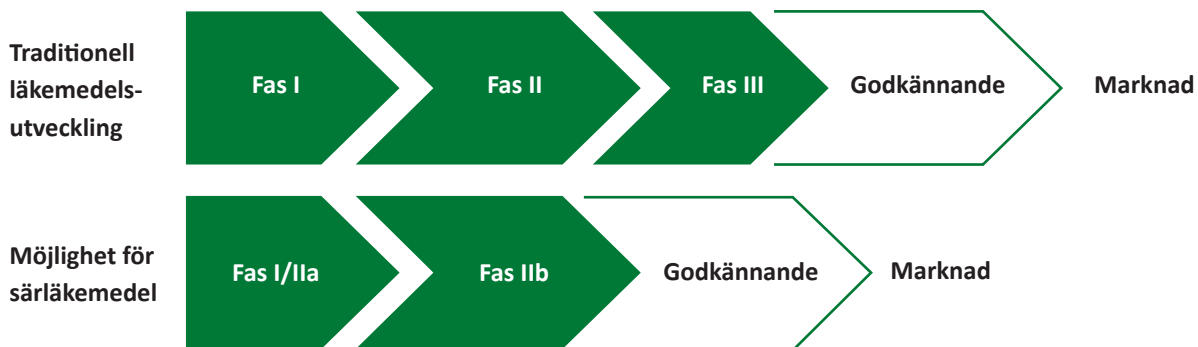 Traditionell
läkemedels-
utveckling
Fas I
Fas II
Fas III
Godkännande
Marknad
Möjlighet för
särläkemedel
Fas I/IIa
Fas IIb
Godkännande
Marknad